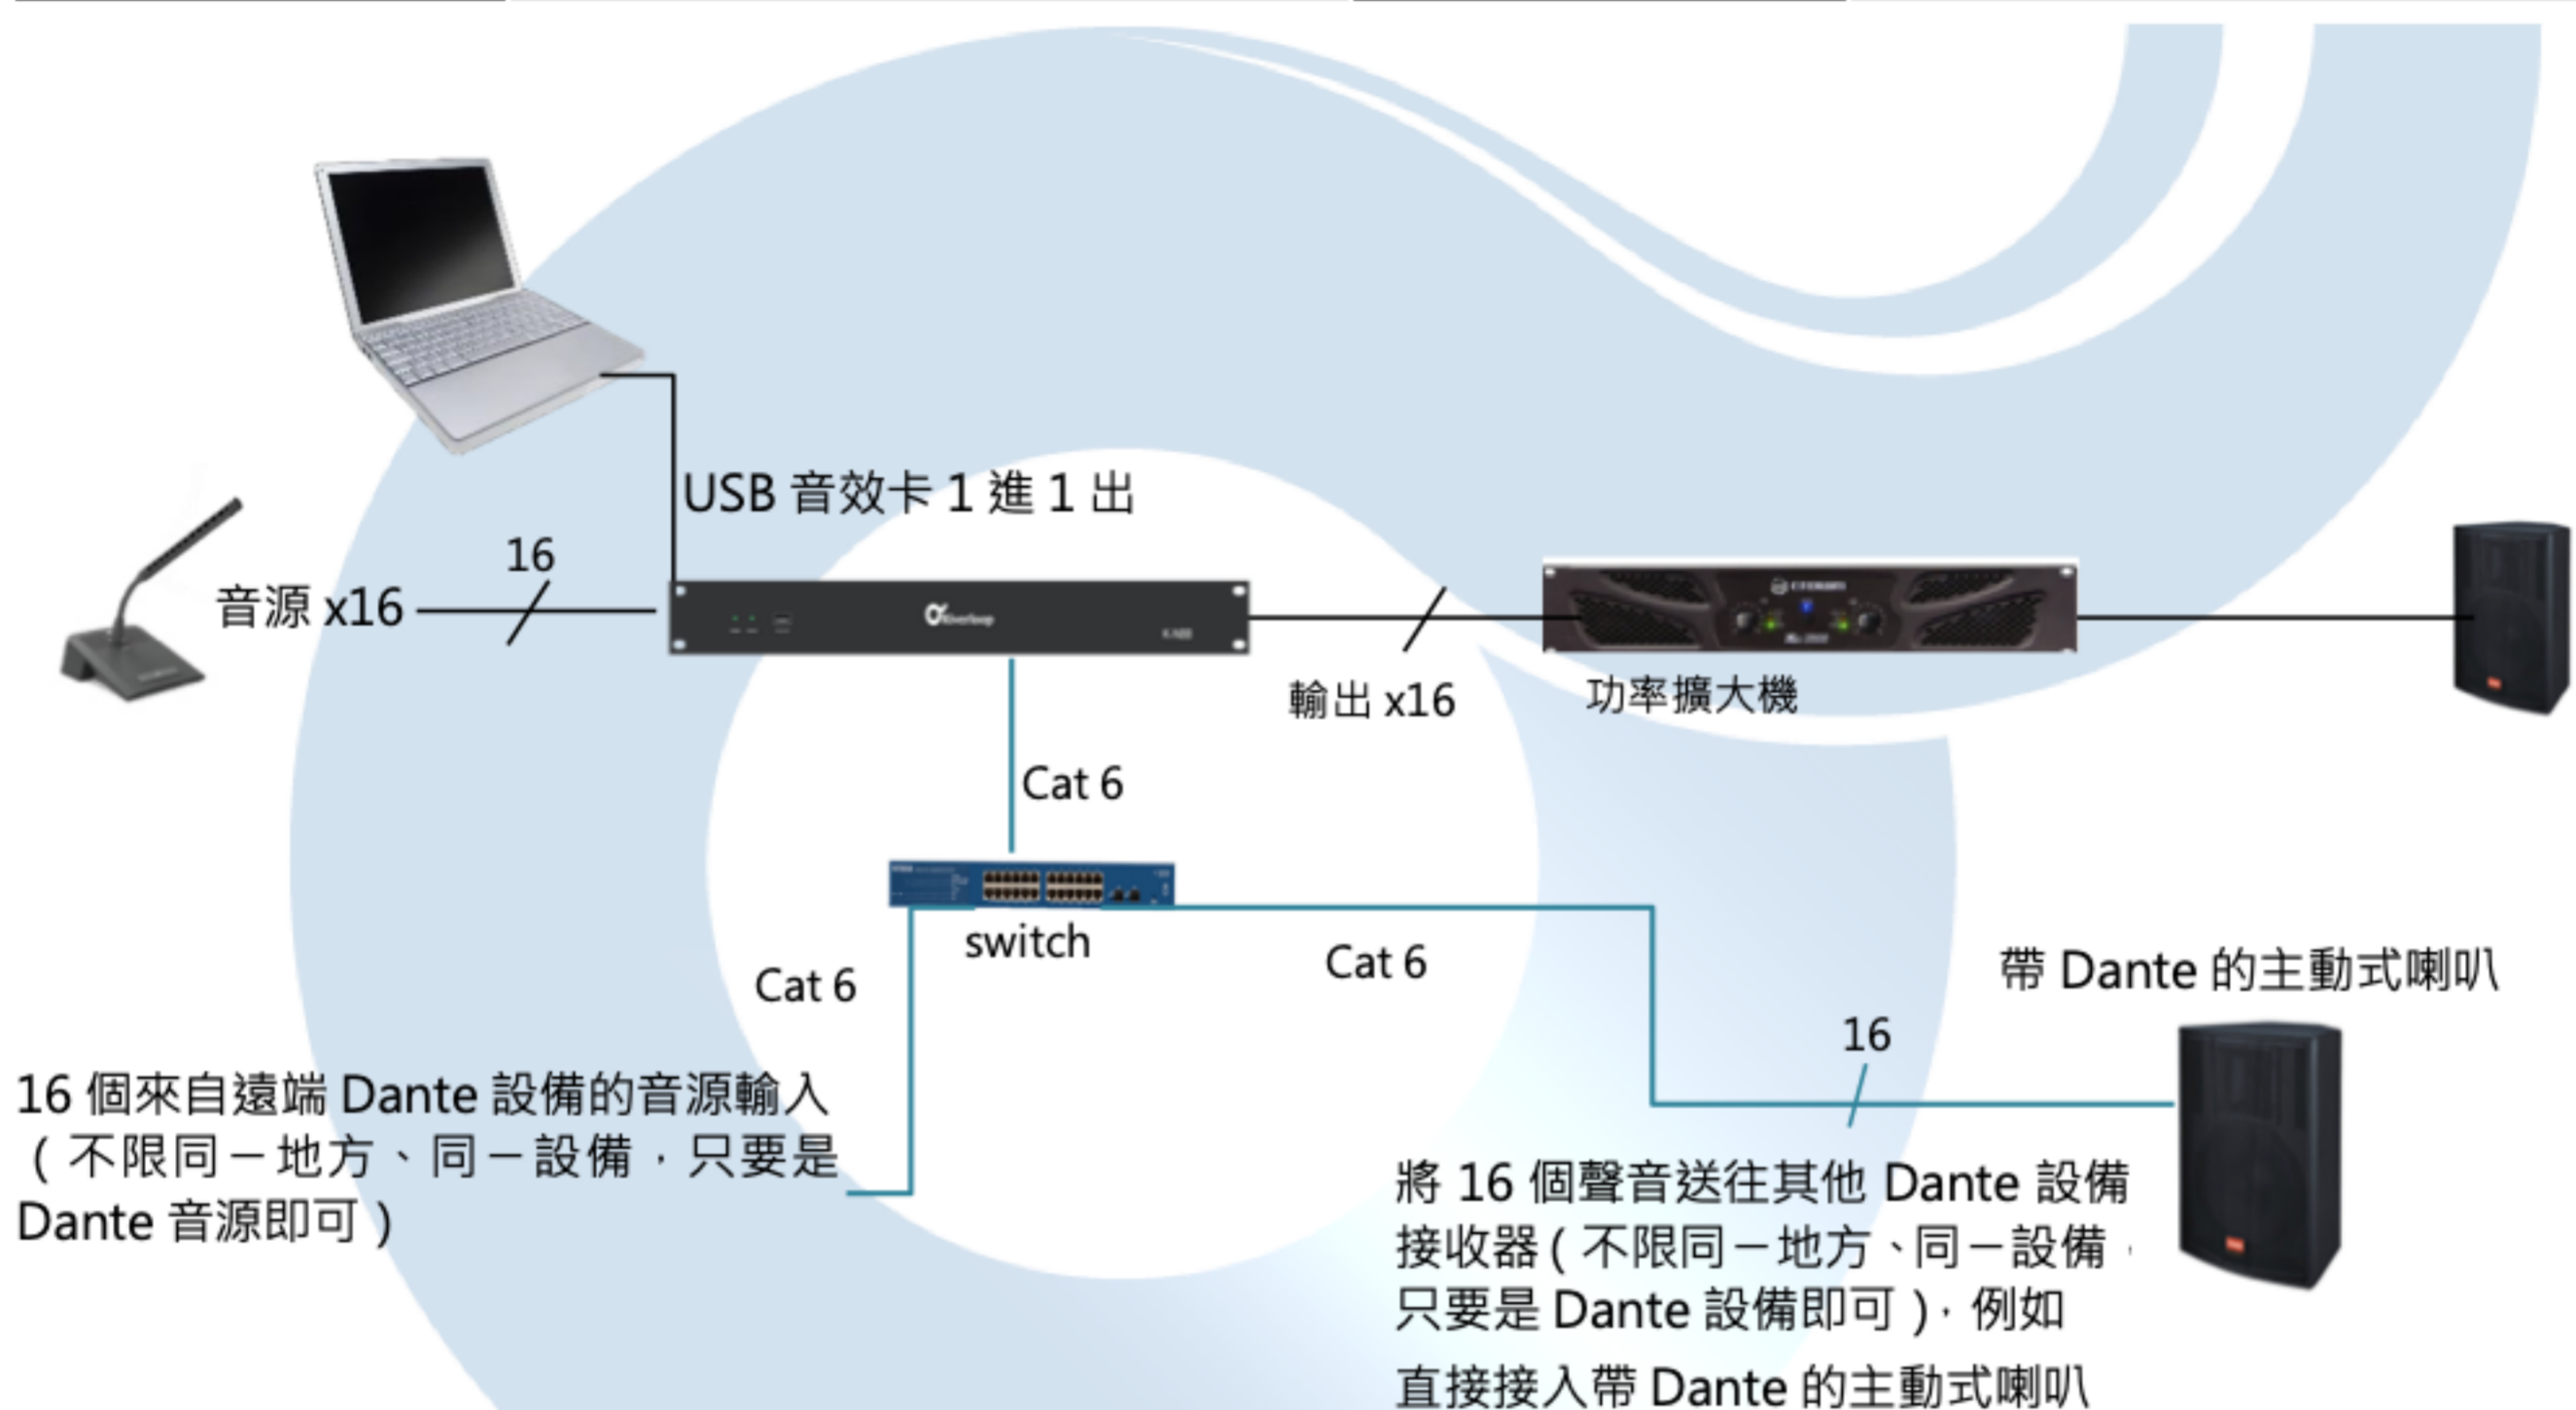 USB 音效卡 1 進 1 出
16
音源 x16
Riverloop
輸出 x16
功率擴大機
Cat 6
switch
Cat 6
Cat 6
帶 Dante 的主動式喇叭
16
16 個來自遠端 Dante 設備的音源輸入
(不限同一地方、同一設備，只要是
Dante 音源即可)
將 16 個聲音送往其他 Dante 設備
接收器(不限同一地方、同一設備，
只要是 Dante 設備即可)，例如
直接接入帶 Dante 的主動式喇叭